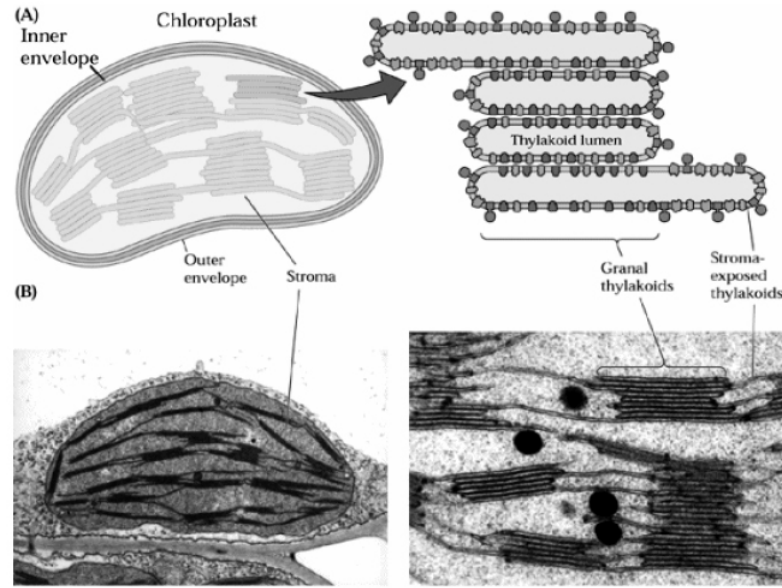 (A)
Chloroplast
Inner
envelope
Thylakoid lumen
Outer
envelope
Stroma
Granal
thylakoids
Stroma-
exposed
thylakoids
(B)